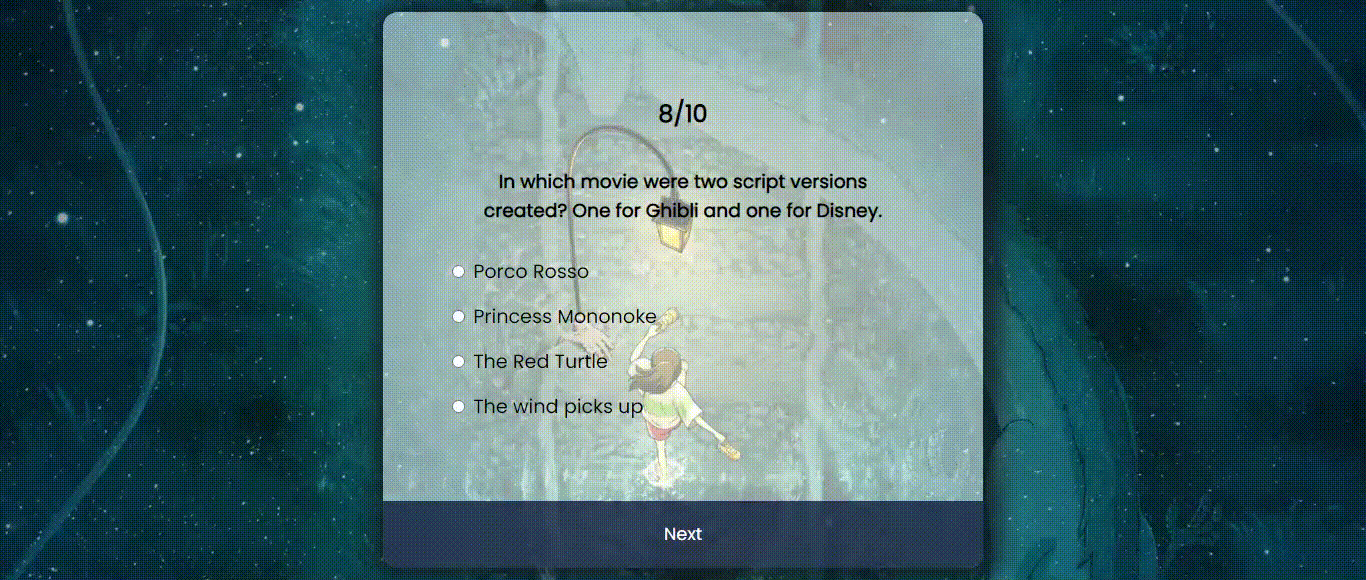 8/10
In which movie were two script versions
created? One for Ghibli and one for Disney.
Porco Rosso
Princess Mononoke
The Red Turtle
The wind picks up
Next